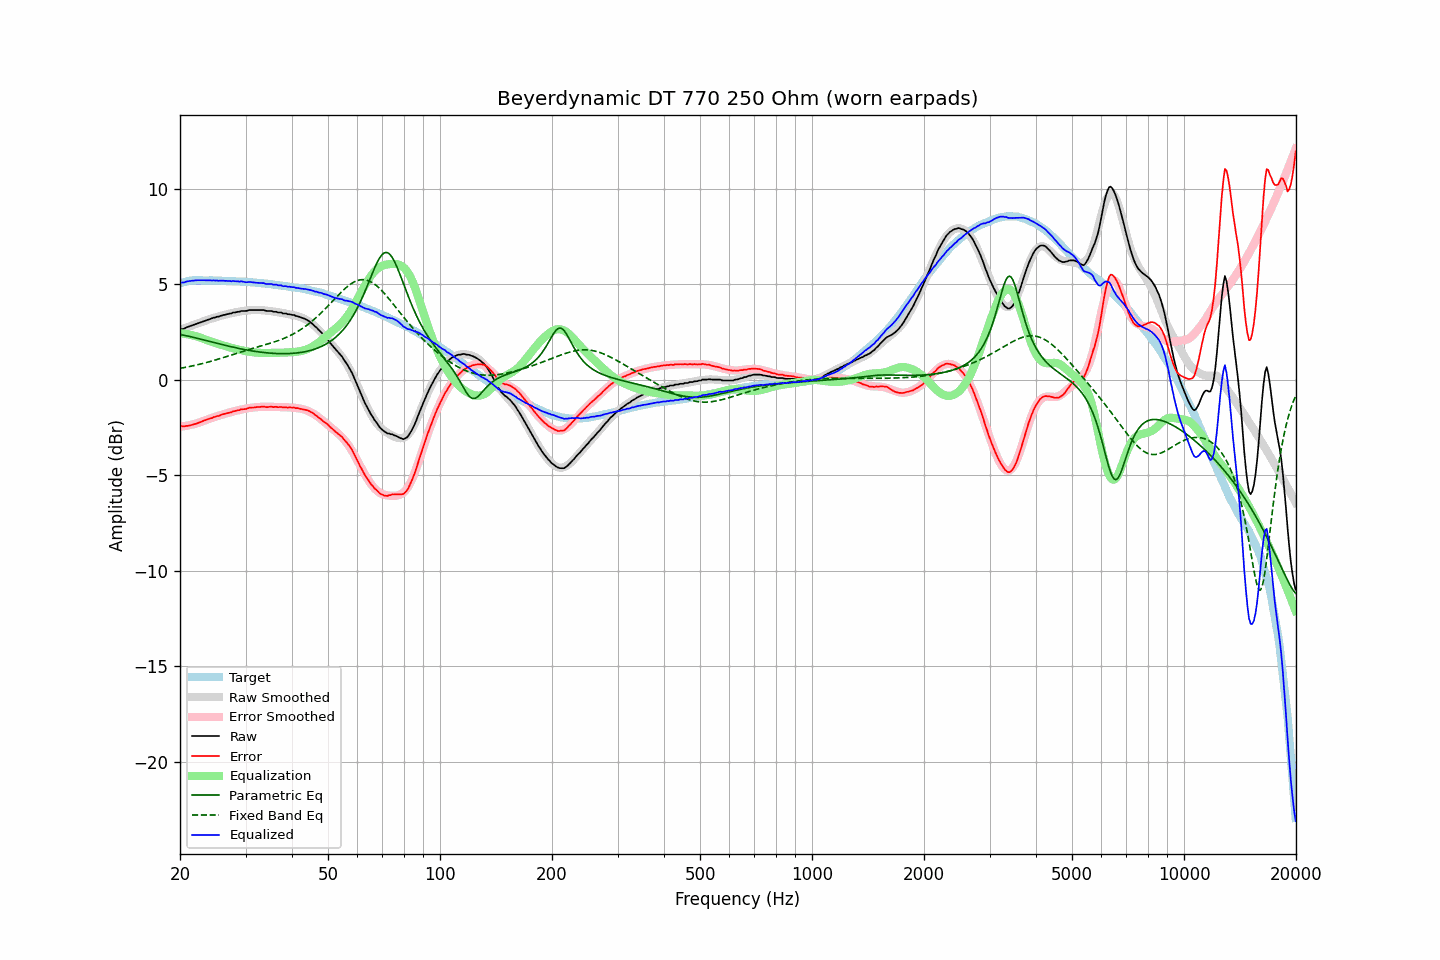 Beyerdynamic DT 770 250 Ohm (worn earpads)
Amplitude (dBr)
10
5
0
−5
−10
−15
−20
Target
Raw Smoothed
Error Smoothed
Raw
Error
Equalization
Parametric Eq
Fixed Band Eq
Equalized
20 50 100 200 500 1000 2000 5000 10000 20000
Frequency (Hz)